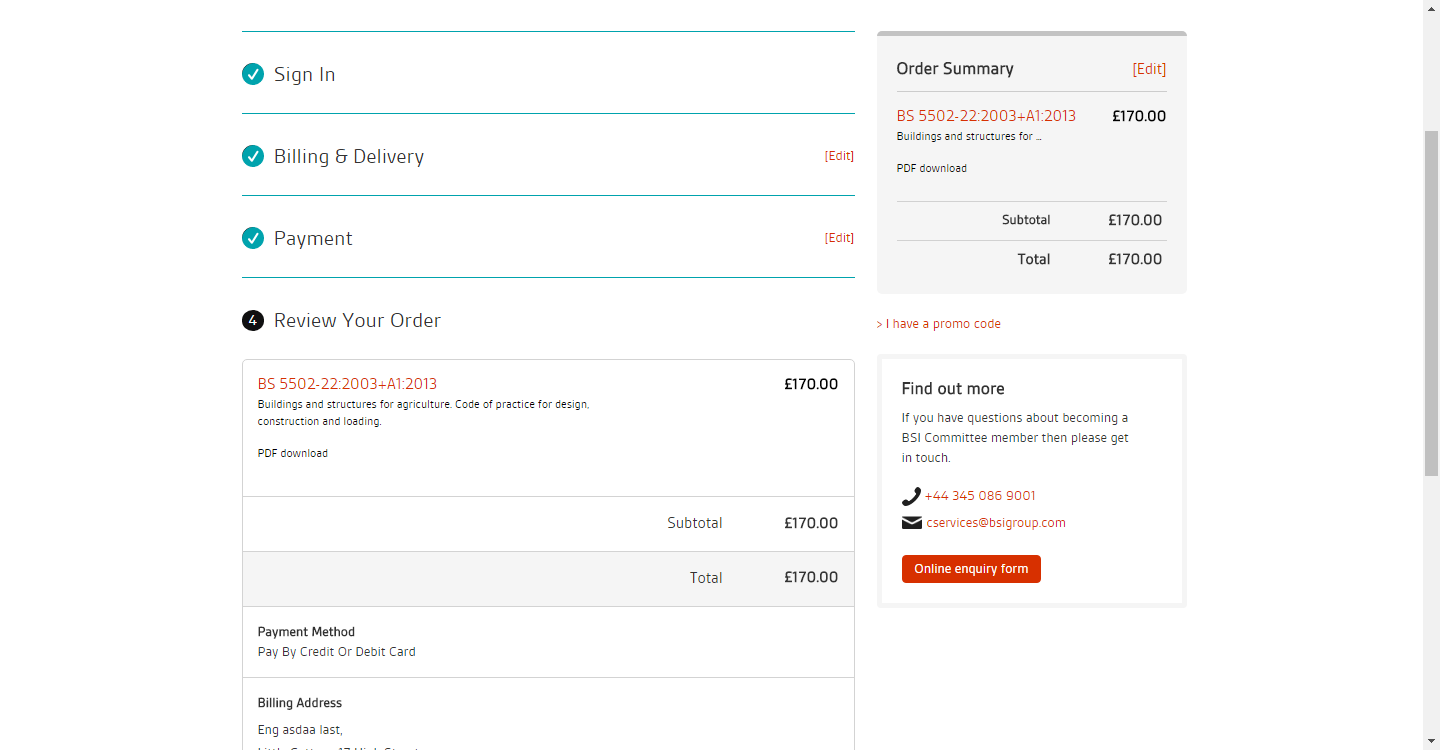 Sign In
Billing & Delivery
[Edit]
Payment
[Edit]
4
Review Your Order
BS 5502-22:2003+A1:2013
£170.00
Buildings and structures for agriculture. Code of practice for design,
construction and loading.
PDF download
Subtotal
£170.00
Total
£170.00
Payment Method
Pay By Credit Or Debit Card
Billing Address
Eng asdaa last,
Order Summary
[Edit]
BS 5502-22:2003+A1:2013
£170.00
Buildings and structures for ...
PDF download
Subtotal
£170.00
Total
£170.00
> I have a promo code
Find out more
If you have questions about becoming a
BSI Committee member then please get
in touch.
+44 345 086 9001
cservices@bsigroup.com
Online enquiry form